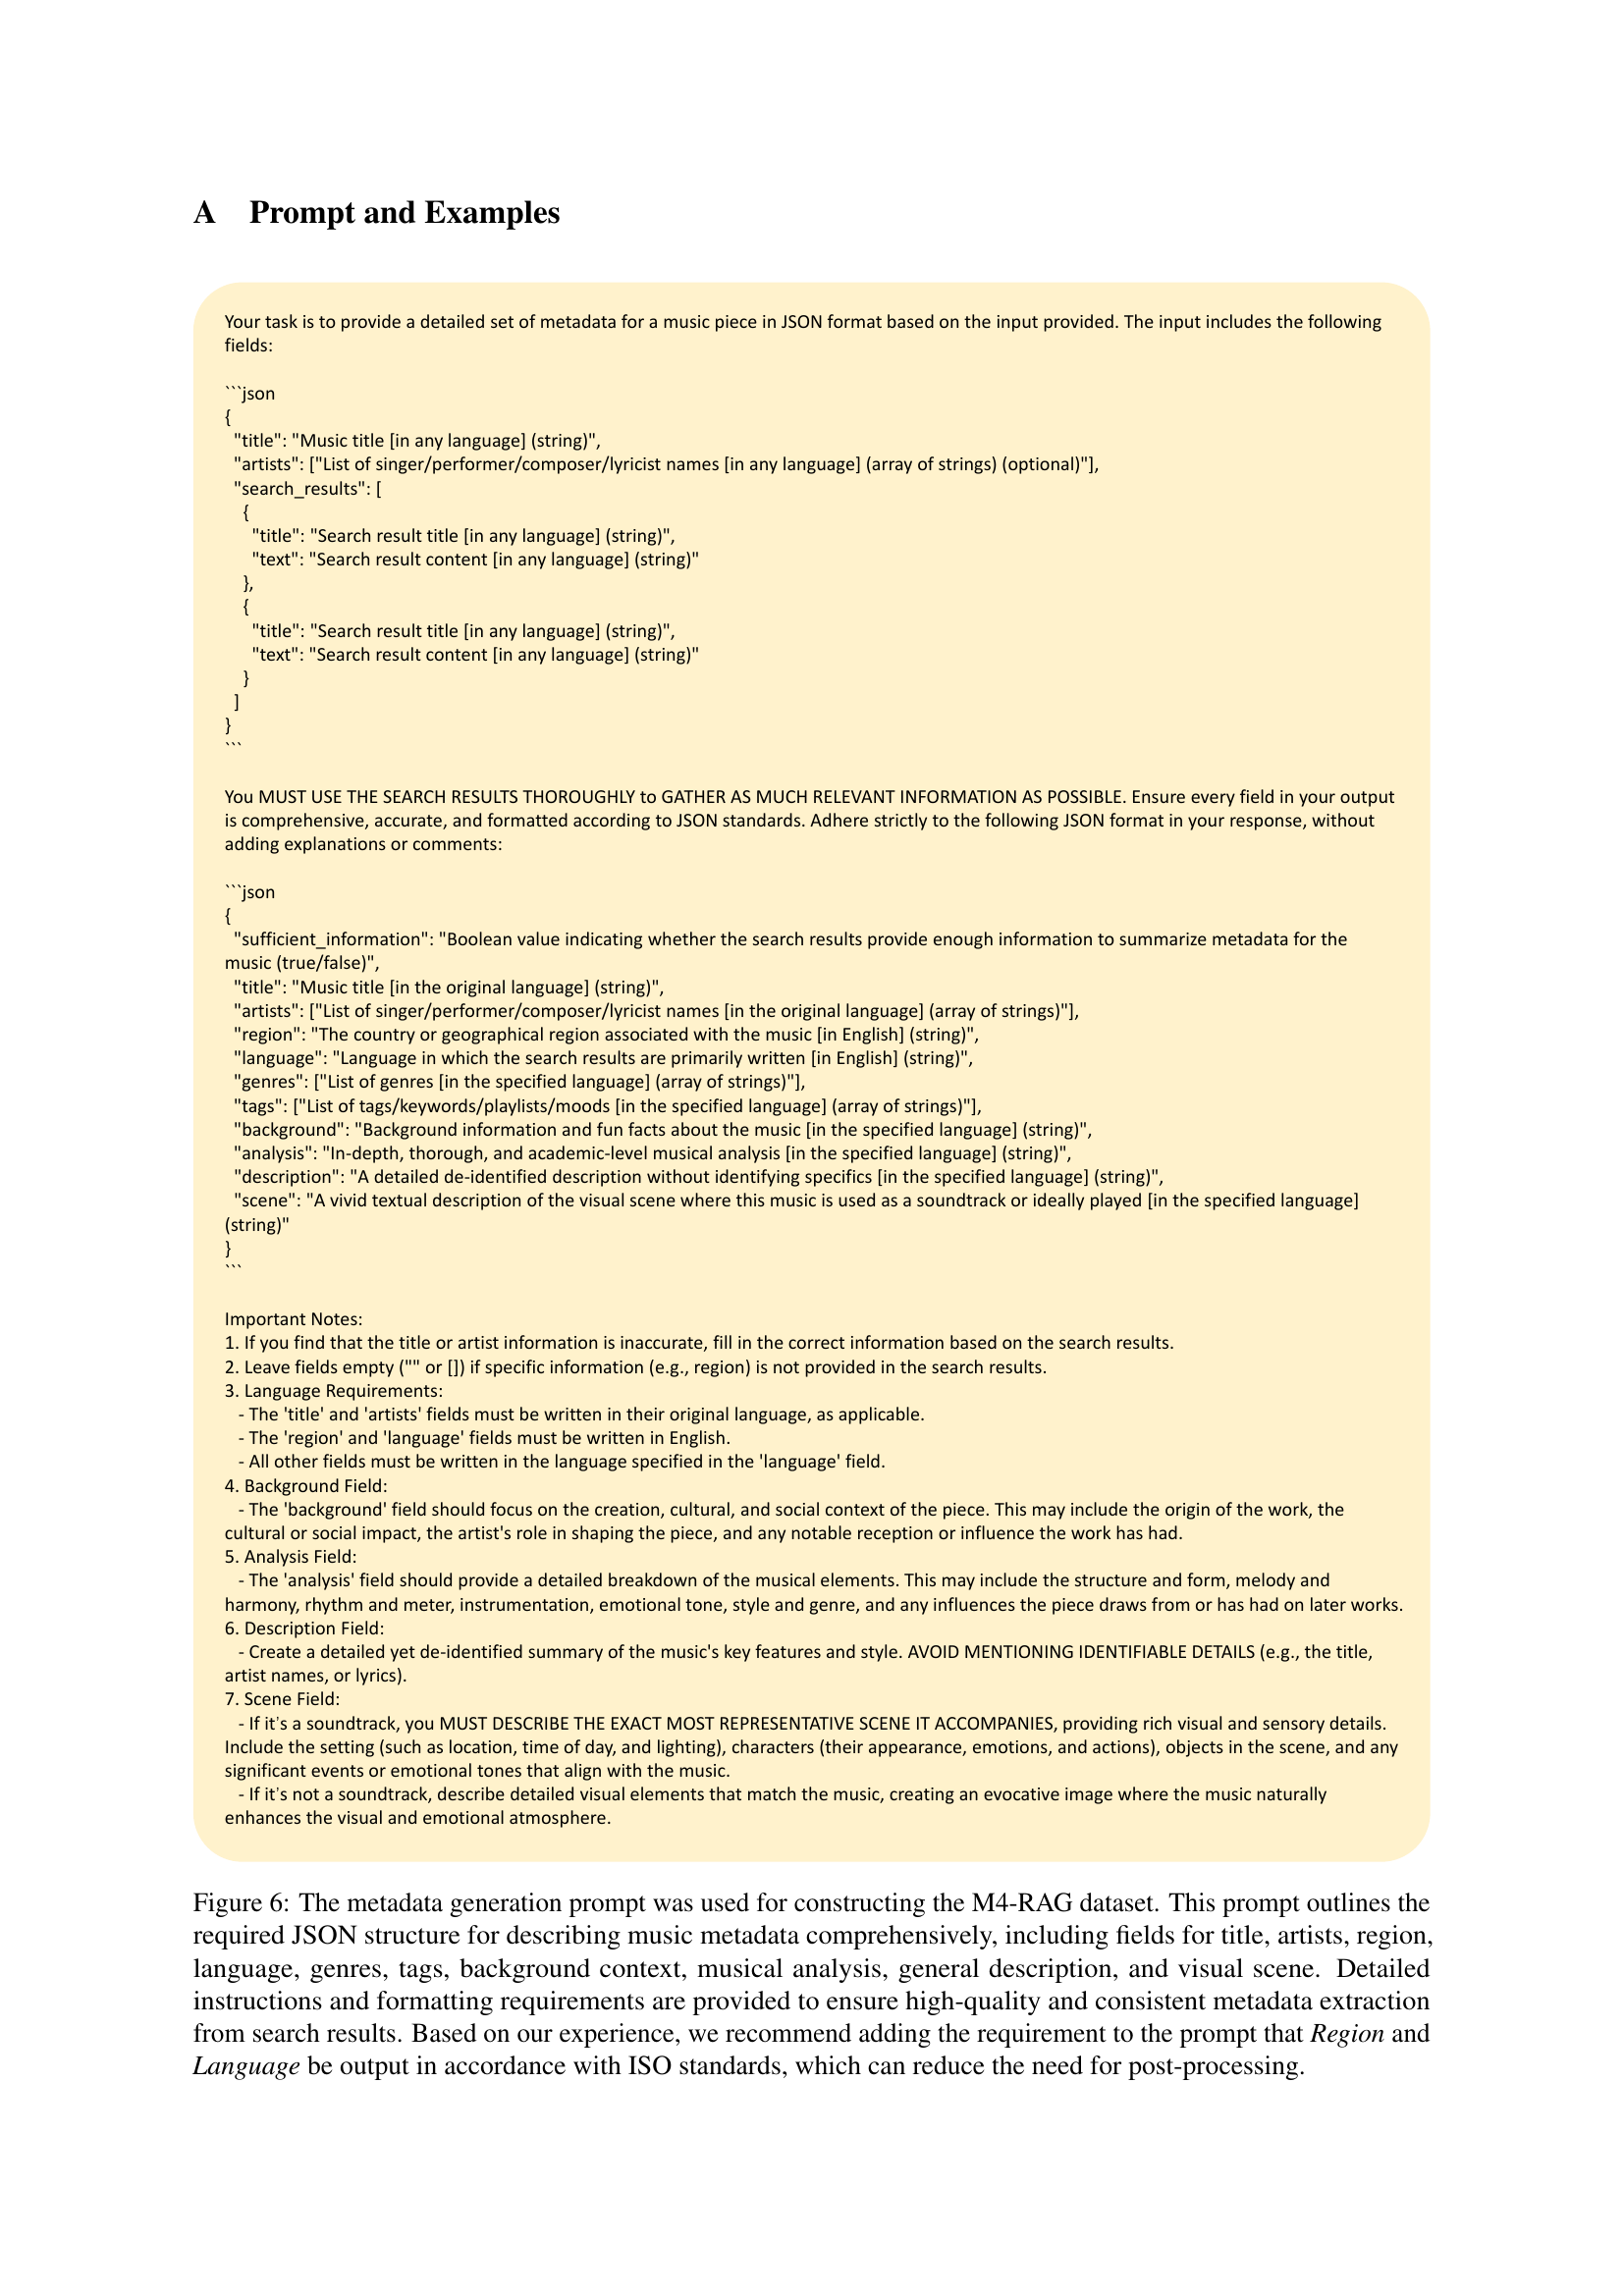 A Prompt and Examples
Your task is to provide a detailed set of metadata for a music piece in JSON format based on the input provided. The input includes the following
fields:
```json
{
"title": "Music title [in any language] (string)",
"artists": ["List of singer/performer/composer/lyricist names [in any language] (array of strings) (optional)"],
"search_results": [
{
"title": "Search result title [in any language] (string)",
"text": "Search result content [in any language] (string)"
},
{
"title": "Search result title [in any language] (string)",
"text": "Search result content [in any language] (string)"
}
]
}
```
You MUST USE THE SEARCH RESULTS THOROUGHLY to GATHER AS MUCH RELEVANT INFORMATION AS POSSIBLE. Ensure every field in your output
is comprehensive, accurate, and formatted according to JSON standards. Adhere strictly to the following JSON format in your response, without
adding explanations or comments:
```json
{
"sufficient_information": "Boolean value indicating whether the search results provide enough information to summarize metadata for the
music (true/false)",
"title": "Music title [in the original language] (string)",
"artists": ["List of singer/performer/composer/lyricist names [in the original language] (array of strings)"],
"region": "The country or geographical region associated with the music [in English] (string)",
"language": "Language in which the search results are primarily written [in English] (string)",
"genres": ["List of genres [in the specified language] (array of strings)"],
"tags": ["List of tags/keywords/playlists/moods [in the specified language] (array of strings)"],
"background": "Background information and fun facts about the music [in the specified language] (string)",
"analysis": "In-depth, thorough, and academic-level musical analysis [in the specified language] (string)",
"description": "A detailed de-identified description without identifying specifics [in the specified language] (string)",
"scene": "A vivid textual description of the visual scene where this music is used as a soundtrack or ideally played [in the specified language]
(string)"
}
```
Important Notes:
1. If you find that the title or artist information is inaccurate, fill in the correct information based on the search results.
2. Leave fields empty ("" or []) if specific information (e.g., region) is not provided in the search results.
3. Language Requirements:
- The 'title' and 'artists' fields must be written in their original language, as applicable.
- The 'region' and 'language' fields must be written in English.
- All other fields must be written in the language specified in the 'language' field.
4. Background Field:
- The 'background' field should focus on the creation, cultural, and social context of the piece. This may include the origin of the work, the
cultural or social impact, the artist's role in shaping the piece, and any notable reception or influence the work has had.
5. Analysis Field:
- The 'analysis' field should provide a detailed breakdown of the musical elements. This may include the structure and form, melody and
harmony, rhythm and meter, instrumentation, emotional tone, style and genre, and any influences the piece draws from or has had on later works.
6. Description Field:
- Create a detailed yet de-identified summary of the music's key features and style. AVOID MENTIONING IDENTIFIABLE DETAILS (e.g., the title,
artist names, or lyrics).
7. Scene Field:
- If it's a soundtrack, you MUST DESCRIBE THE EXACT MOST REPRESENTATIVE SCENE IT ACCOMPANIES, providing rich visual and sensory details.
Include the setting (such as location, time of day, and lighting), characters (their appearance, emotions, and actions), objects in the scene, and any
significant events or emotional tones that align with the music.
- If it's not a soundtrack, describe detailed visual elements that match the music, creating an evocative image where the music naturally
enhances the visual and emotional atmosphere.
Figure 6: The metadata generation prompt was used for constructing the M4-RAG dataset. This prompt outlines the
required JSON structure for describing music metadata comprehensively, including fields for title, artists, region,
language, genres, tags, background context, musical analysis, general description, and visual scene. Detailed
instructions and formatting requirements are provided to ensure high-quality and consistent metadata extraction
from search results. Based on our experience, we recommend adding the requirement to the prompt that Region and
Language be output in accordance with ISO standards, which can reduce the need for post-processing.